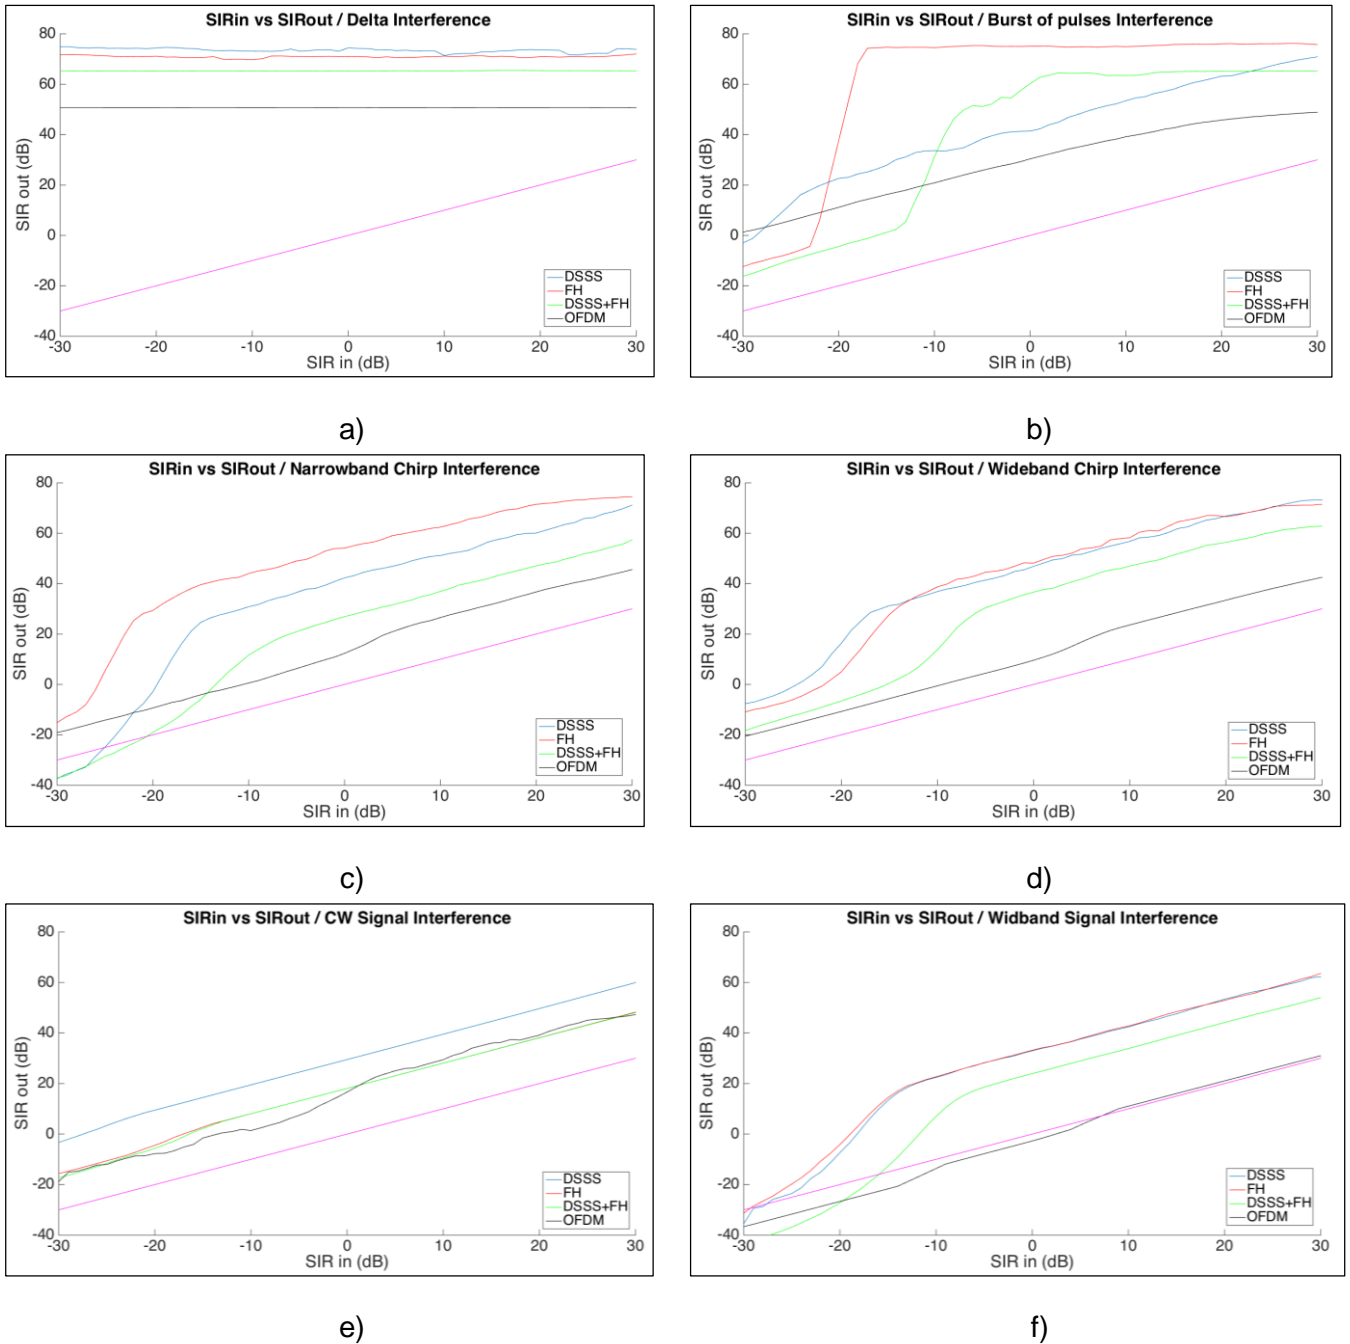 SIRin vs SIRout / Delta Interference
80
60
40
20
0
-20
-40
SIR out (dB)
-30 -20 -10 0 10 20 30
SIR in (dB)
DSSS
FH
DSSS+FH
OFDM
a)
SIRin vs SIRout / Burst of pulses Interference
80
60
40
20
0
-20
-40
SIR out (dB)
-30 -20 -10 0 10 20 30
SIR in (dB)
DSSS
FH
DSSS+FH
OFDM
b)
SIRin vs SIRout / Narrowband Chirp Interference
80
60
40
20
0
-20
-40
SIR out (dB)
-30 -20 -10 0 10 20 30
SIR in (dB)
DSSS
FH
DSSS+FH
OFDM
c)
SIRin vs SIRout / Wideband Chirp Interference
80
60
40
20
0
-20
-40
SIR out (dB)
-30 -20 -10 0 10 20 30
SIR in (dB)
DSSS
FH
DSSS+FH
OFDM
d)
SIRin vs SIRout / CW Signal Interference
80
60
40
20
0
-20
-40
SIR out (dB)
-30 -20 -10 0 10 20 30
SIR in (dB)
DSSS
FH
DSSS+FH
OFDM
e)
SIRin vs SIRout / Widband Signal Interference
80
60
40
20
0
-20
-40
SIR out (dB)
-30 -20 -10 0 10 20 30
SIR in (dB)
DSSS
FH
DSSS+FH
OFDM
f)